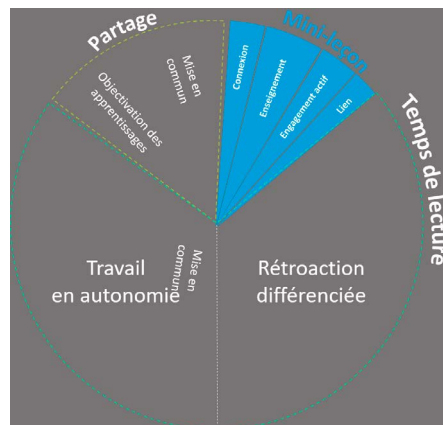 Partage
Mini-leçon
Mise en
commun
Objectivation des
apprentissages
Connexion
Enseignement
Engagement actif
Lien
Temps de lecture
Mise en
commun
Travail
en autonomie
Rétroaction
différenciée